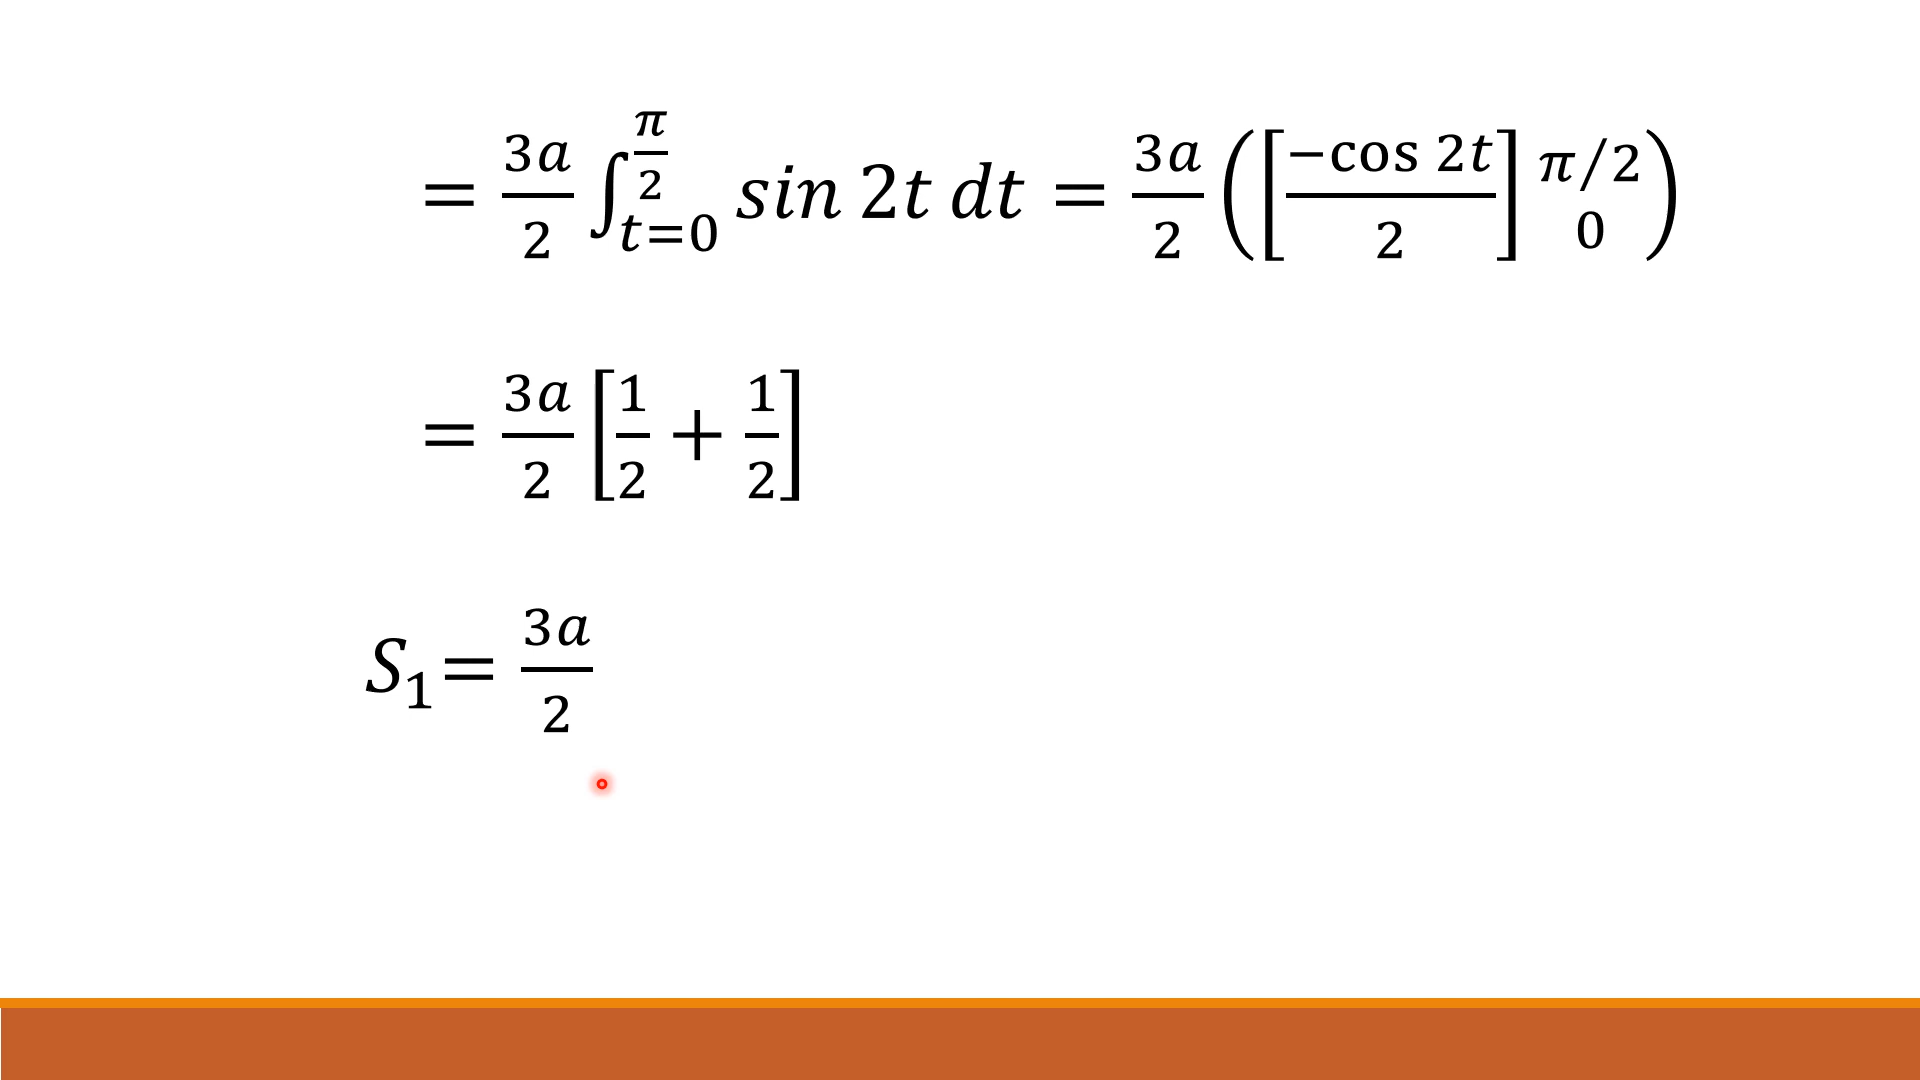 = 3a/2 ∫_{t=0}^{π/2} sin 2t dt = 3a/2 ([−cos 2t / 2] π/2 0)
= 3a/2 [1/2 + 1/2]
S₁= 3a/2